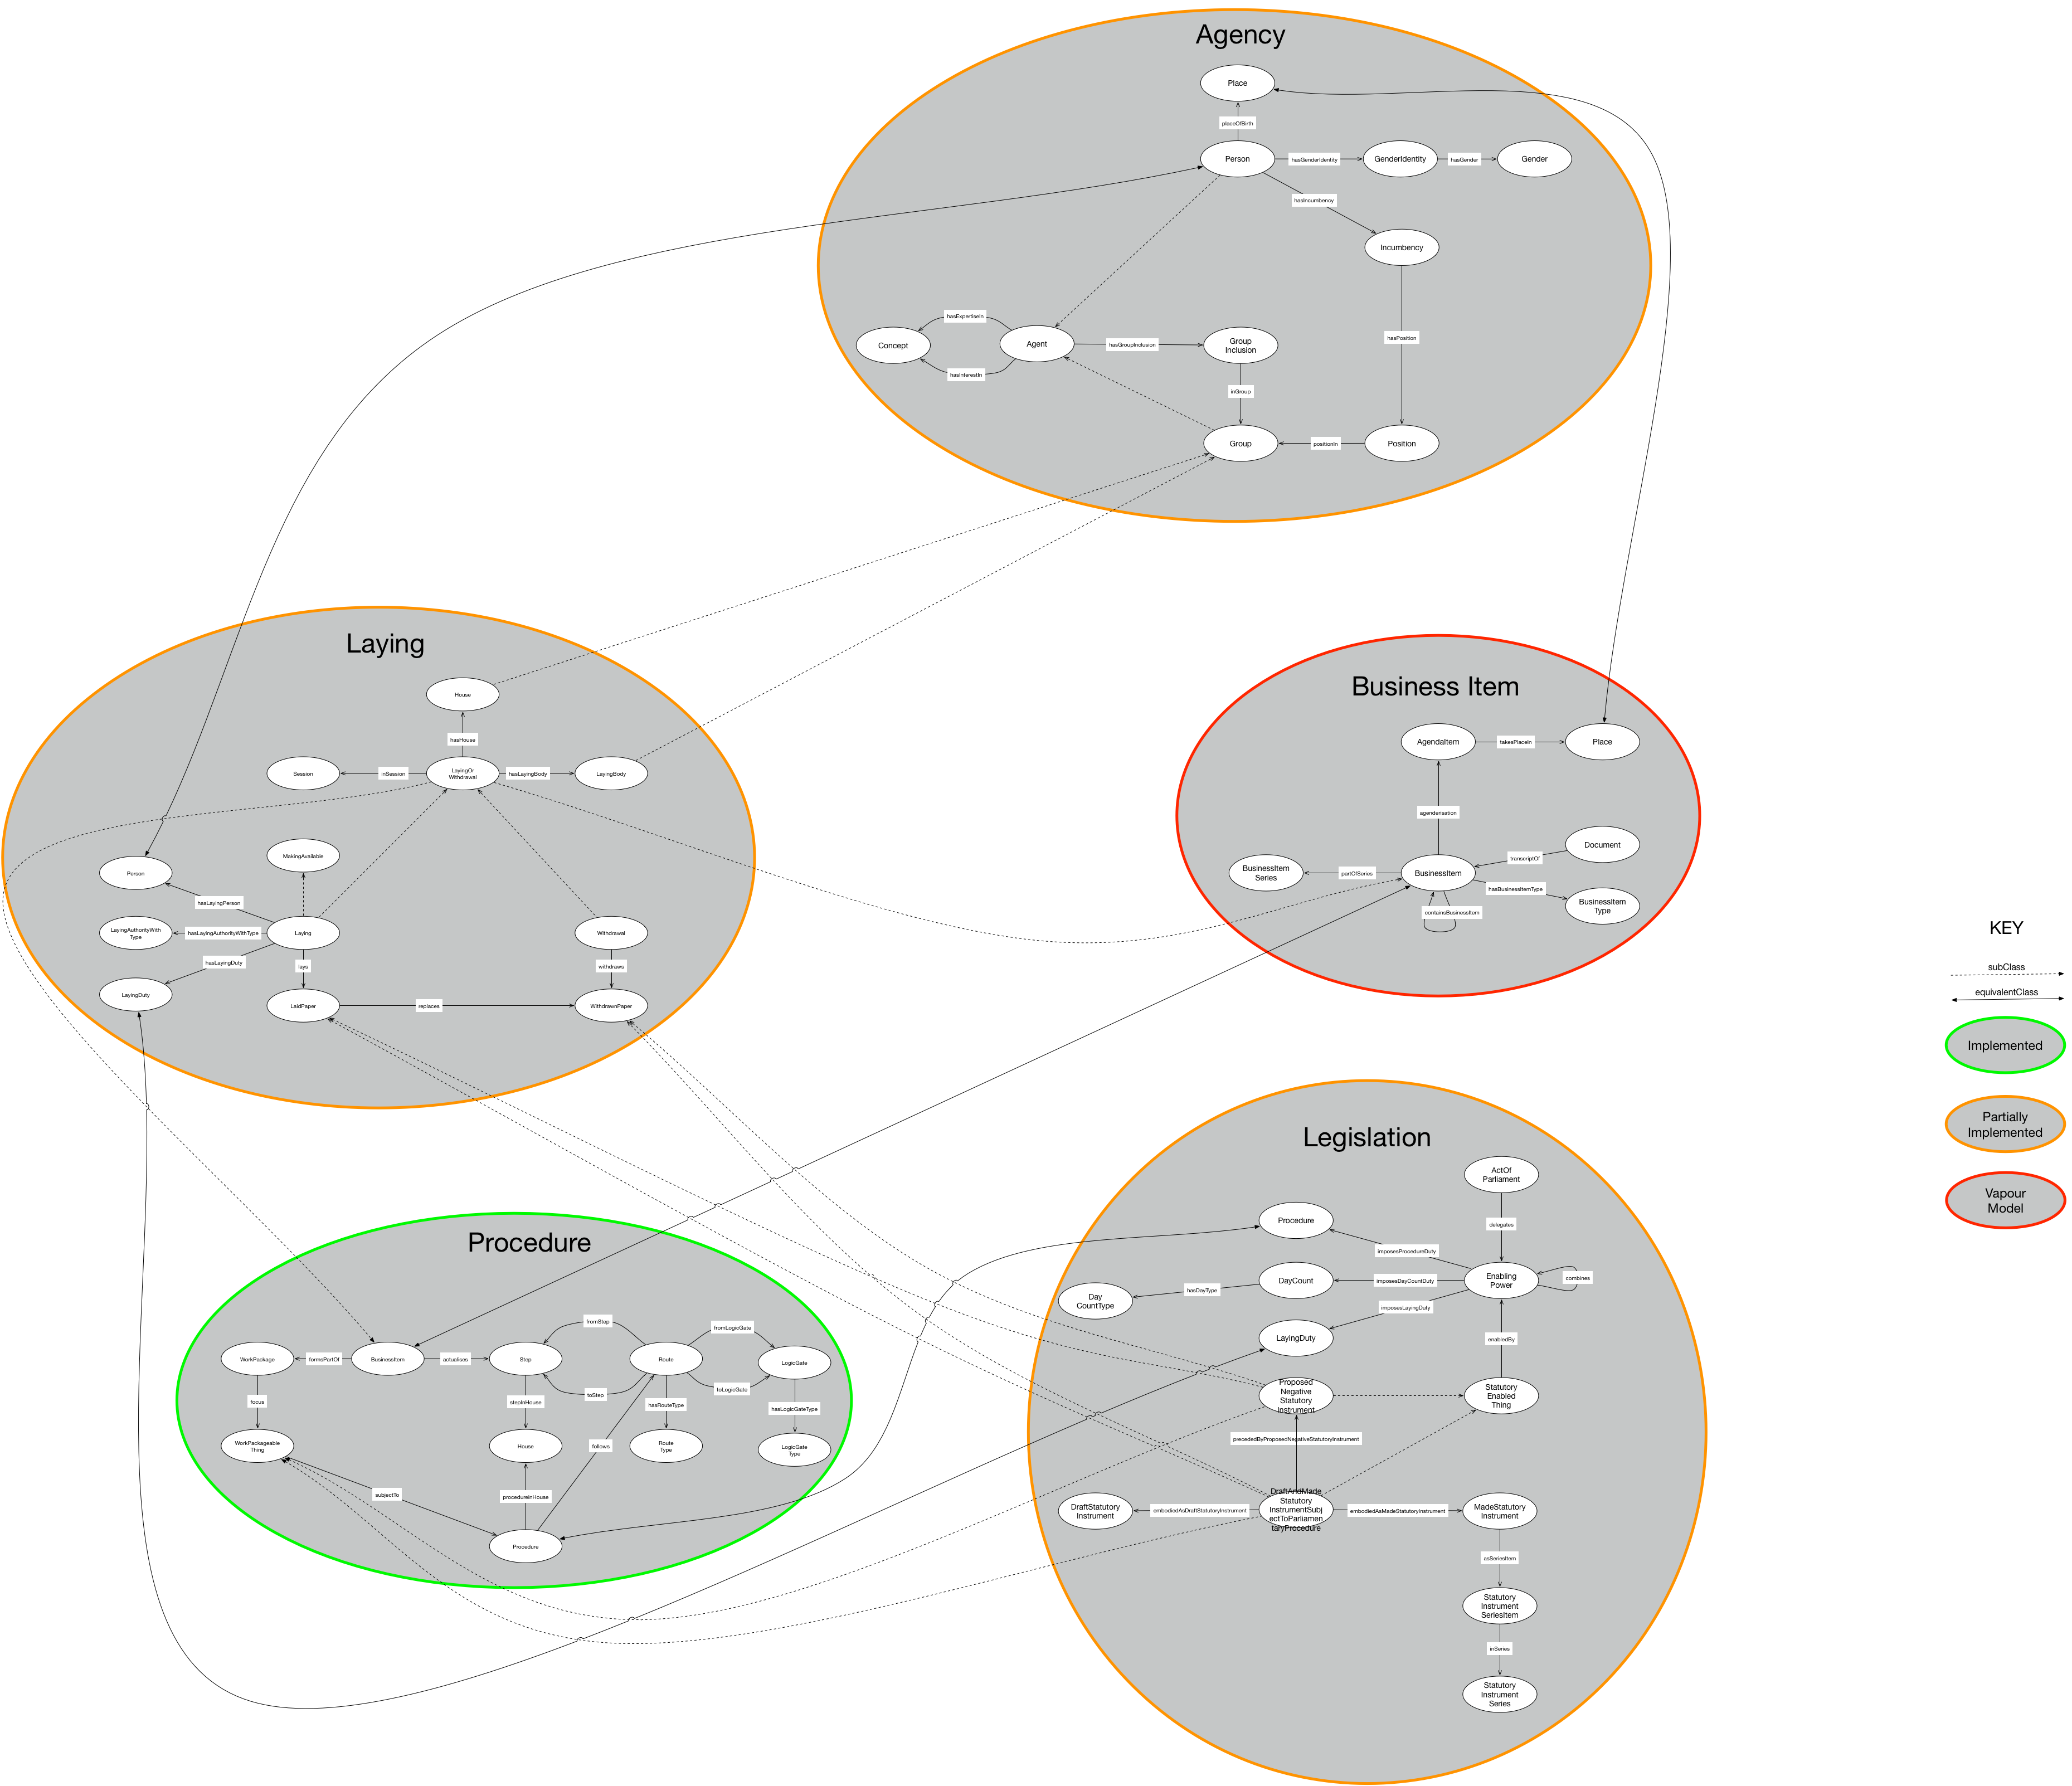 Agency
Place
placeOfBirth
Person
hasGenderIdentity
GenderIdentity
hasGender
Gender
hasIncumbency
Incumbency
hasExpertiseIn
Concept
Agent
hasGroupInclusion
Group
Inclusion
hasPosition
hasInterestIn
inGroup
Group
positionIn
Position
Laying
House
hasHouse
Session
inSession
LayingOr
Withdrawal
hasLayingBody
LayingBody
MakingAvailable
Person
hasLayingPerson
LayingAuthorityWith
Type
hasLayingAuthorityWithType
Laying
Withdrawal
hasLayingDuty
lays
withdraws
LayingDuty
LaidPaper
replaces
WithdrawnPaper
Business Item
AgendaItem
takesPlaceIn
Place
agenderisation
Document
transcriptOf
BusinessItem
Series
partOfSeries
BusinessItem
hasBusinessItemType
BusinessItem
Type
containsBusinessItem
KEY
subClass
equivalentClass
Implemented
Partially
Implemented
Vapour
Model
Procedure
fromStep
fromLogicGate
WorkPackage
formsPartOf
BusinessItem
actualises
Step
Route
LogicGate
toStep
toLogicGate
focus
stepInHouse
hasRouteType
hasLogicGateType
WorkPackageable
Thing
House
follows
Route
Type
LogicGate
Type
subjectTo
procedureinHouse
Procedure
Legislation
ActOf
Parliament
Procedure
delegates
imposesProcedureDuty
Day
CountType
hasDayType
DayCount
imposesDayCountDuty
Enabling
Power
combines
imposesLayingDuty
LayingDuty
enabledBy
Proposed
Negative
Statutory
Instrument
Statutory
Enabled
Thing
precededByProposedNegativeStatutoryInstrument
DraftStatutory
Instrument
embodiedAsDraftStatutoryInstrument
DraftAndMade
Statutory
InstrumentSubj
ectToParliamen
taryProcedure
embodiedAsMadeStatutoryInstrument
MadeStatutory
Instrument
asSeriesItem
Statutory
Instrument
SeriesItem
inSeries
Statutory
Instrument
Series